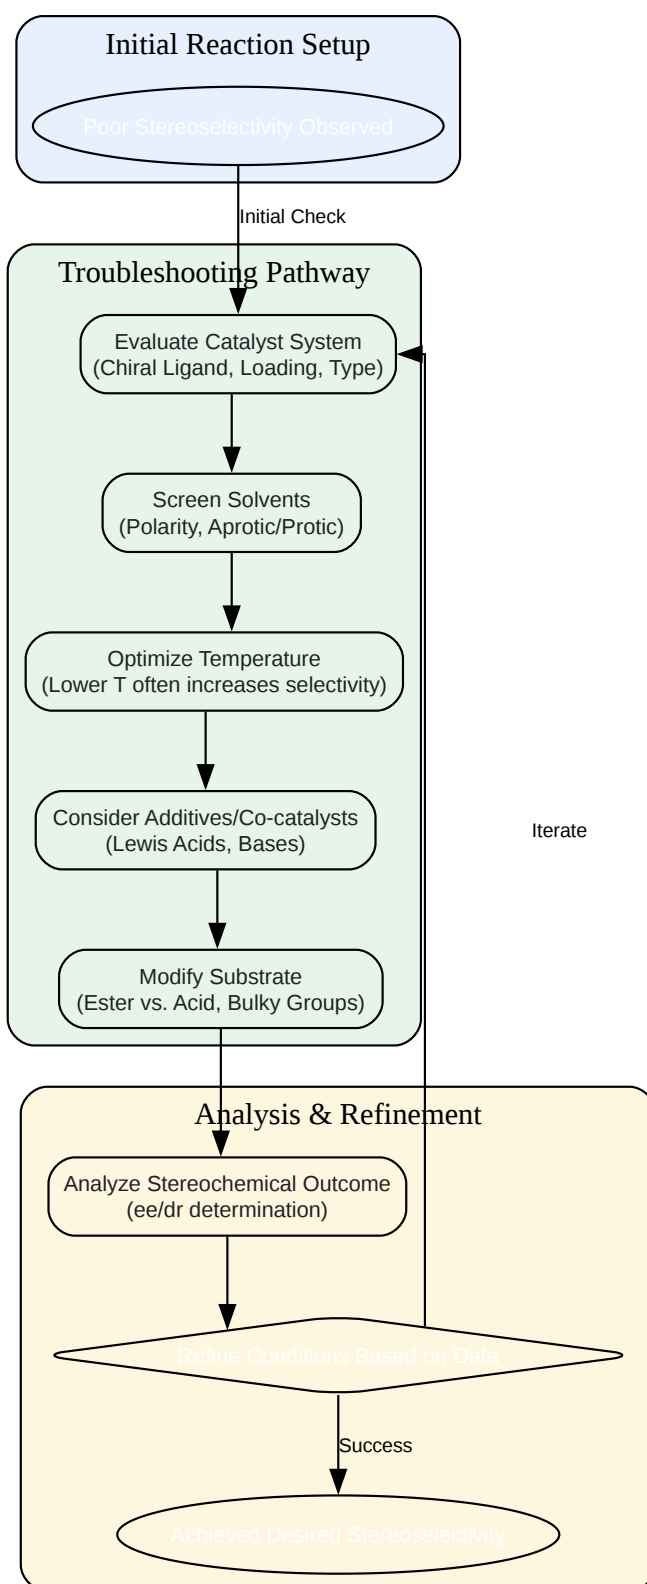 Initial Reaction Setup
Poor Stereoselectivity Observed
Initial Check
Troubleshooting Pathway
Evaluate Catalyst System
(Chiral Ligand, Loading, Type)
Screen Solvents
(Polarity, Aprotic/Protic)
Optimize Temperature
(Lower T often increases selectivity)
Consider Additives/Co-catalysts
(Lewis Acids, Bases)
Iterate
Modify Substrate
(Ester vs. Acid, Bulky Groups)
Analysis & Refinement
Analyze Stereochemical Outcome
(ee/dr determination)
Refine Conditions Based on Data
Success
Achieved Desired Stereoselectivity